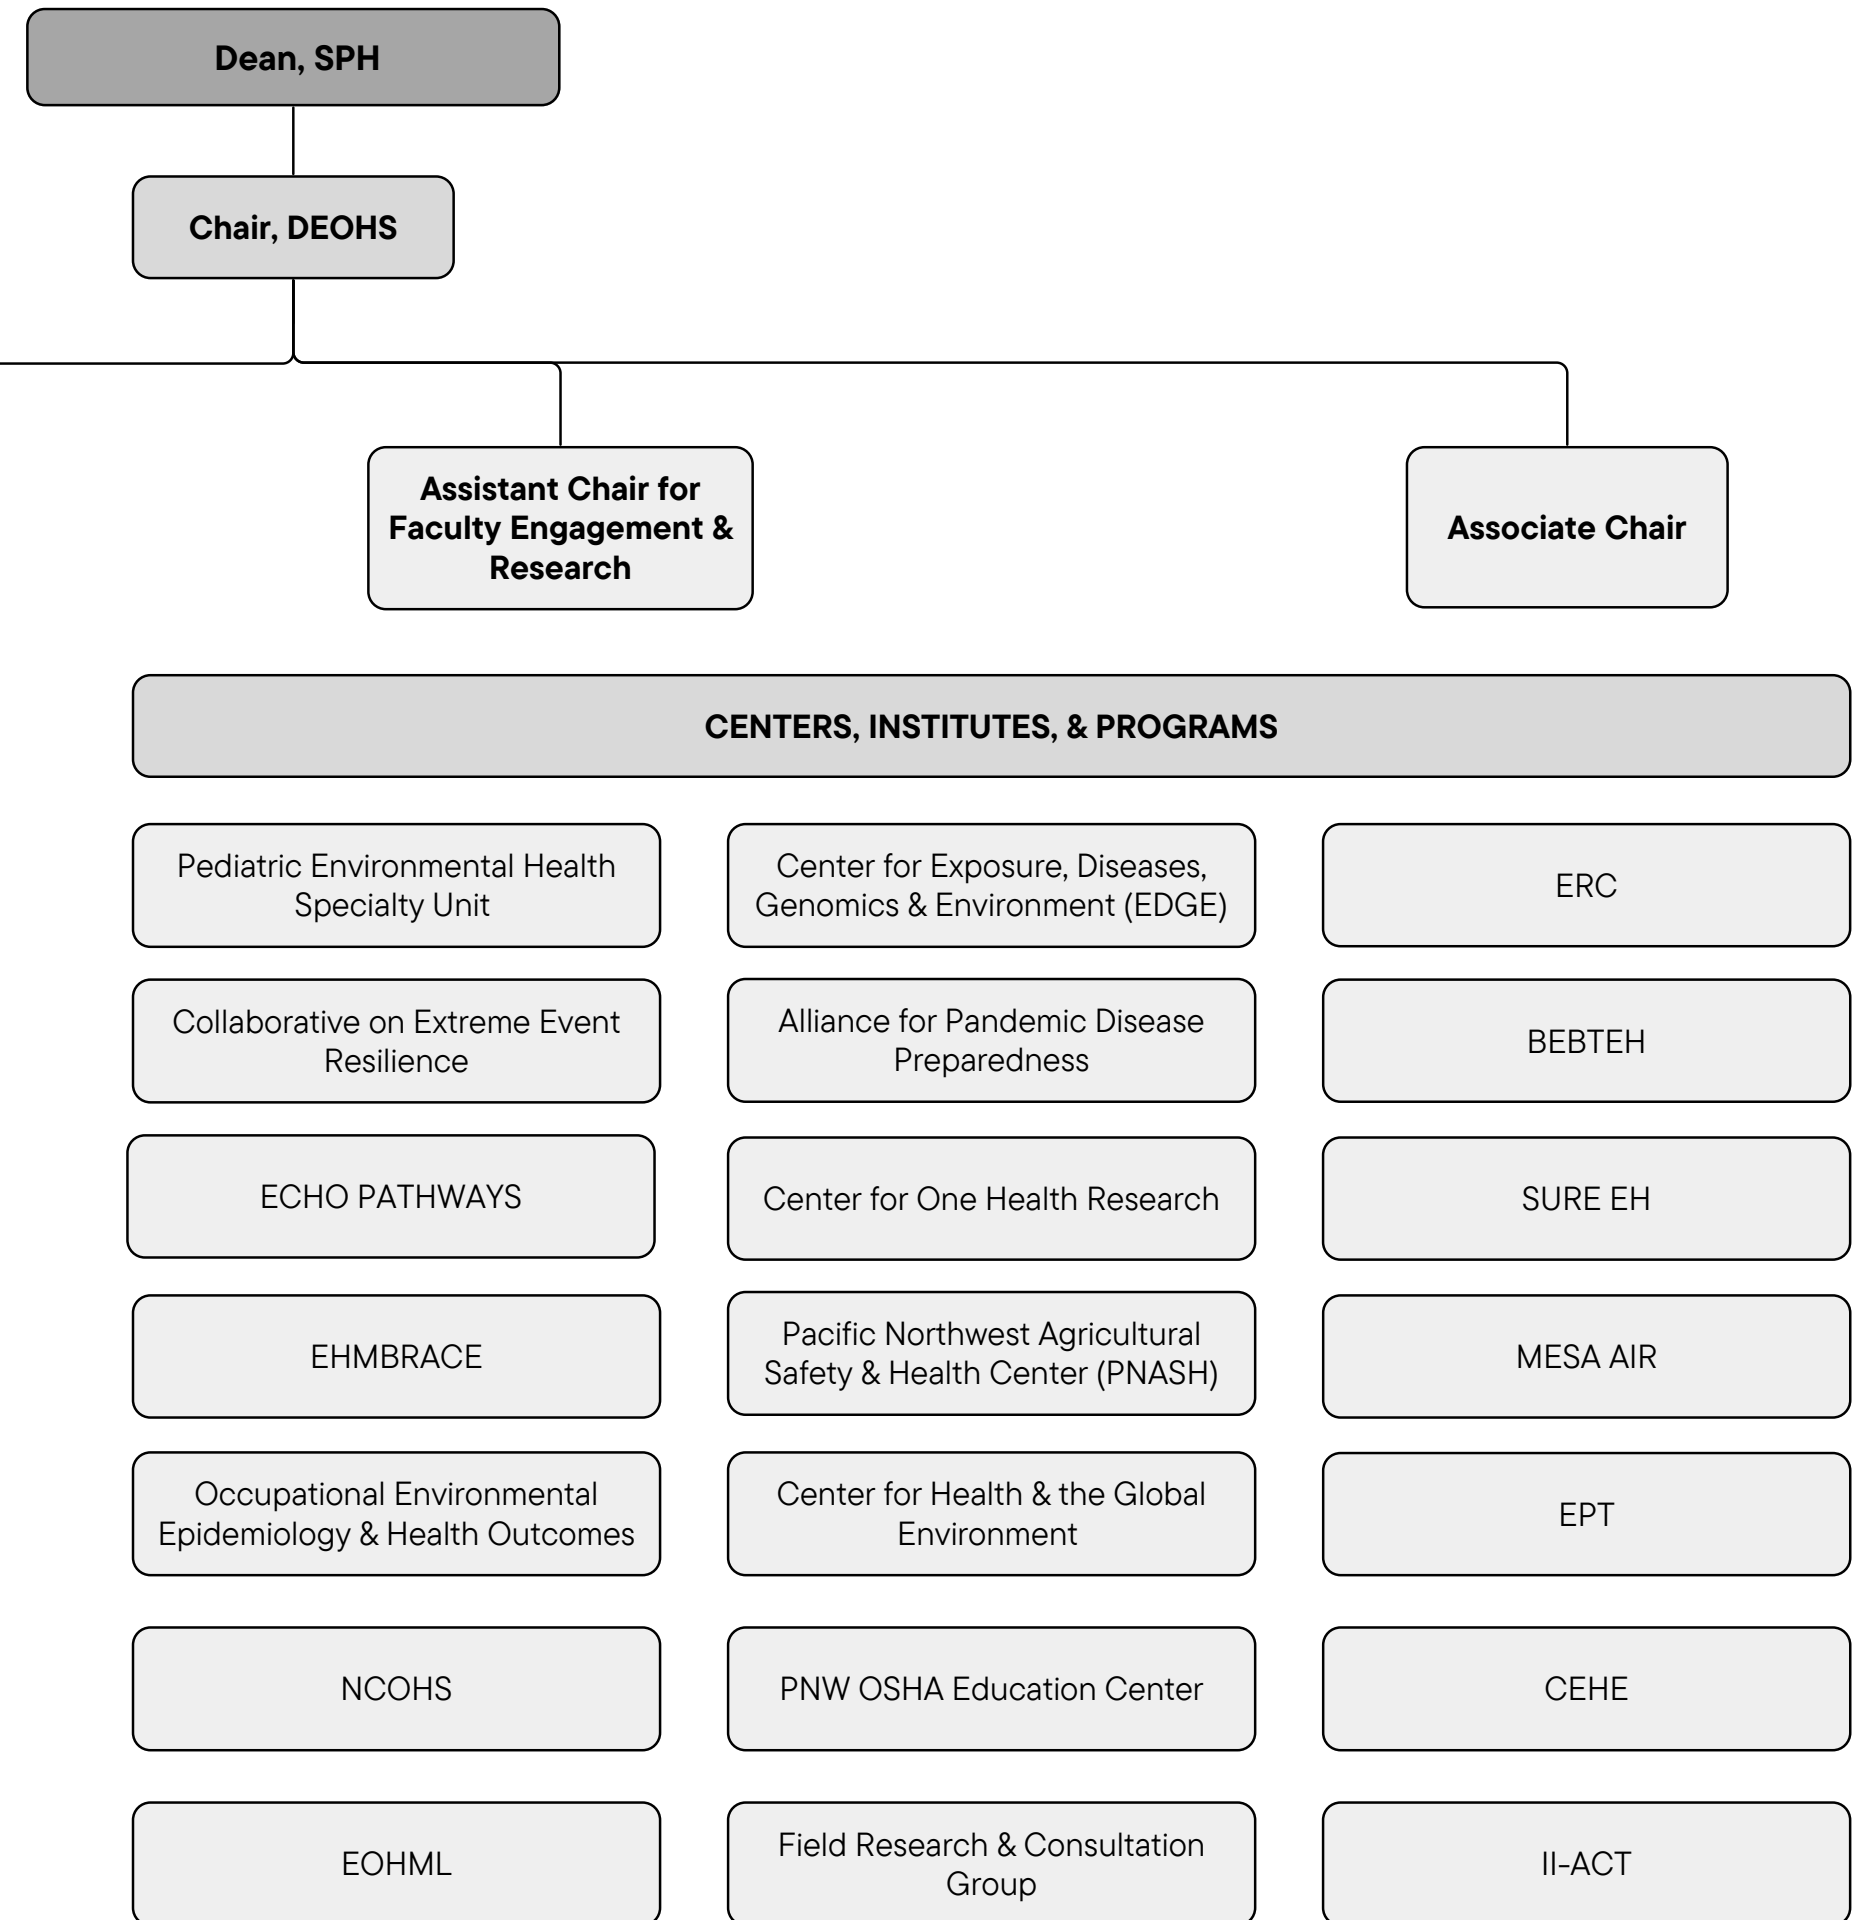 Dean, SPH
Chair, DEOHS
Assistant Chair for
Faculty Engagement &
Research
Associate Chair
CENTERS, INSTITUTES, & PROGRAMS
Pediatric Environmental Health
Specialty Unit
Center for Exposure, Diseases,
Genomics & Environment (EDGE)
ERC
Collaborative on Extreme Event
Resilience
Alliance for Pandemic Disease
Preparedness
BEBTEH
ECHO PATHWAYS
Center for One Health Research
SURE EH
EHMBRACE
Pacific Northwest Agricultural
Safety & Health Center (PNASH)
MESA AIR
Occupational Environmental
Epidemiology & Health Outcomes
Center for Health & the Global
Environment
EPT
NCOHS
PNW OSHA Education Center
CEHE
EOHML
Field Research & Consultation
Group
II-ACT